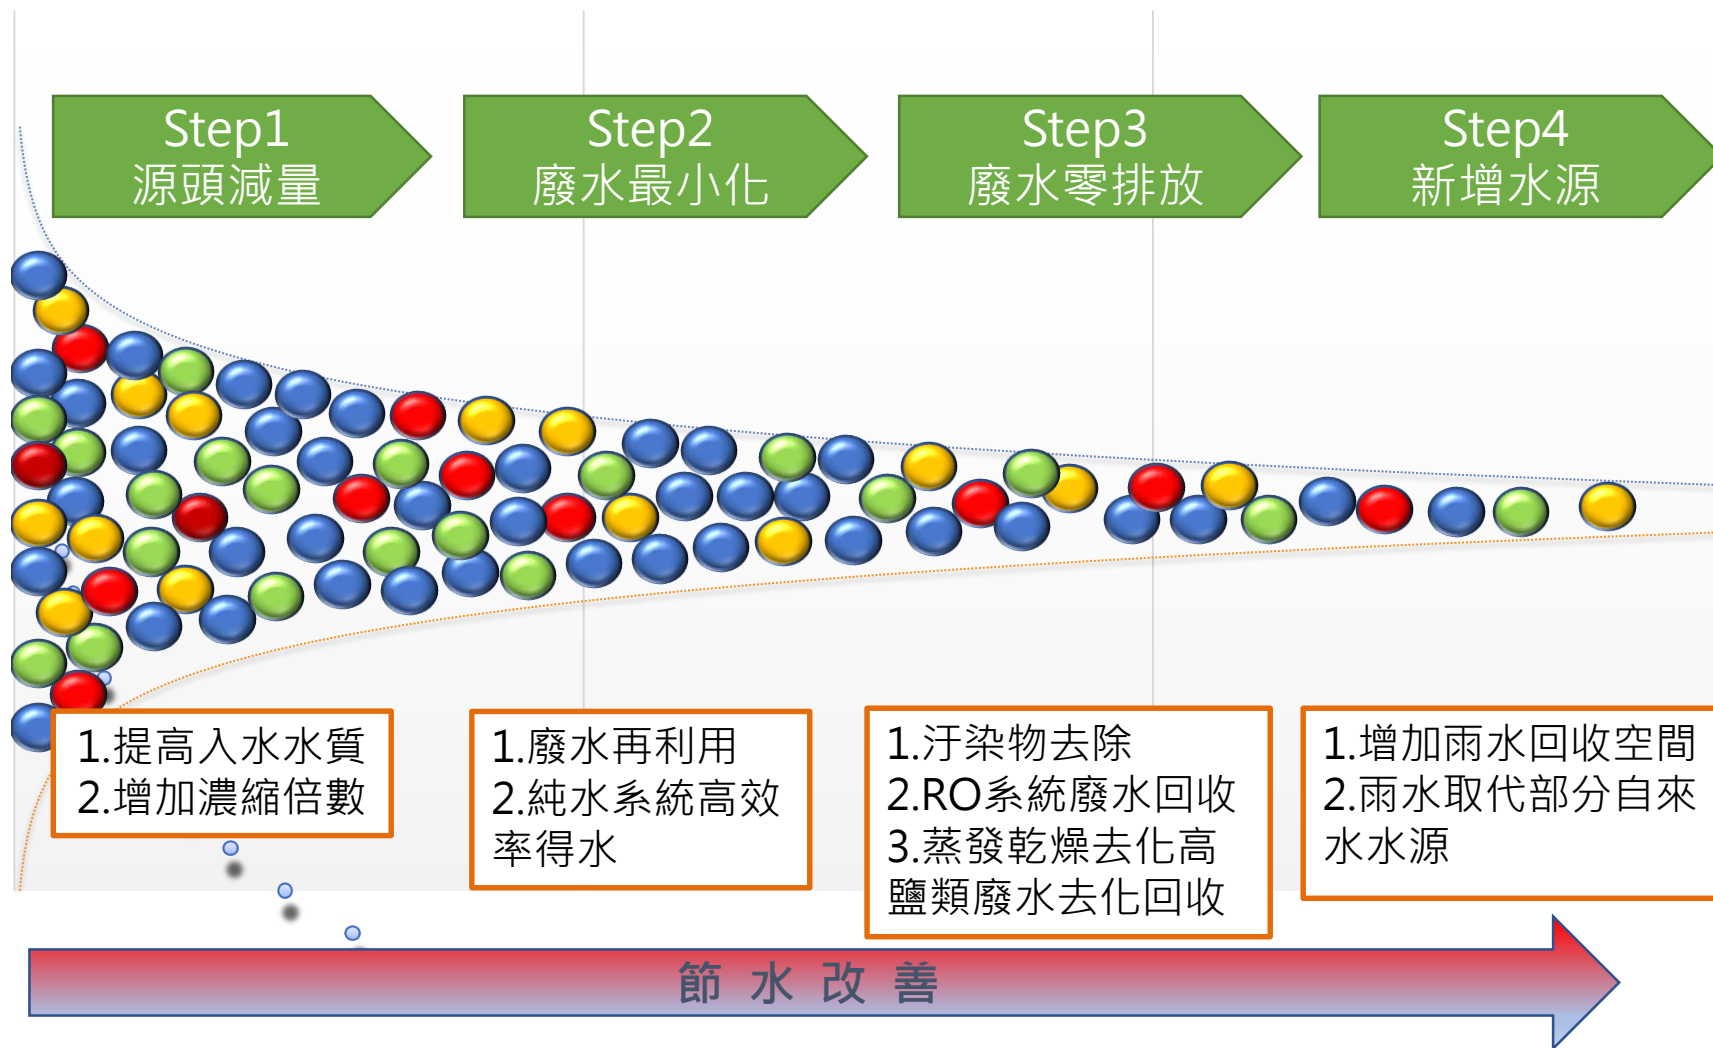 Step1
源頭減量
Step2
廢水最小化
Step3
廢水零排放
Step4
新增水源
1.提高入水水質
2.增加濃縮倍數
1.廢水再利用
2.純水系統高效
率得水
1.汙染物去除
2.RO系統廢水回收
3.蒸發乾燥去化高
鹽類廢水去化回收
1.增加雨水回收空間
2.雨水取代部分自來
水水源
節水改善